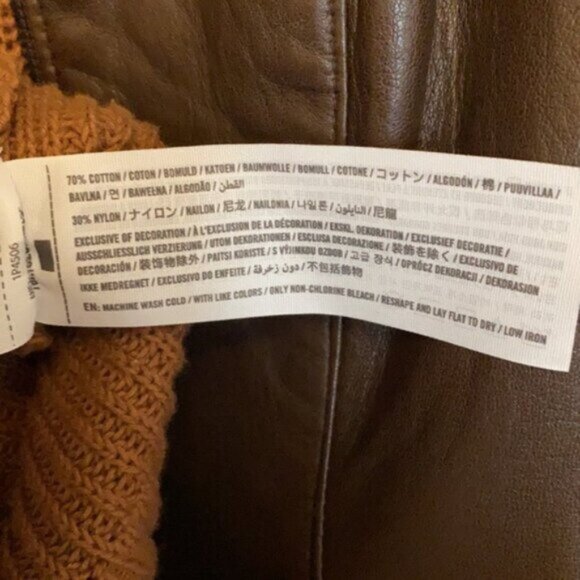 70% COTTON / COTON / BOMULD / KATOEN / BAUMWOLLE / BOMULL / COTONE / コットン / ALGODÓN / 棉 / PUUVILLAA /
BAVLNA / 면 / BAWEŁNA / ALGODÃO / القطن
30% NYLON / ナイロン / NAILON / 尼龙 / NAILONIA / 나일론 / النايلون / 尼龍
EXCLUSIVE OF DECORATION / À L'EXCLUSION DE LA DÉCORATION / EKSKL. DEKORATION / EXCLUSIEF DECORATIE /
AUSSCHLIESSLICH VERZIERUNG / UTOM DEKORATIONEN / ESCLUSA DECORAZIONE / 装飾を除く / EXCLUSIVO DE
DECORACIÓN / 装饰物除外 / PAITSI KORISTE / S VÝJIMKOU OZDOB / 고급 장식 / OPRÓCZ DEKORACJI / DEKORASJON
IKKE MEDREGNET / EXCLUSIVO DO ENFEITE / دون زخرفة / 不包括飾物
EN: MACHINE WASH COLD / WITH LIKE COLORS / ONLY NON-CHLORINE BLEACH / RESHAPE AND LAY FLAT TO DRY / LOW IRON
1P4506